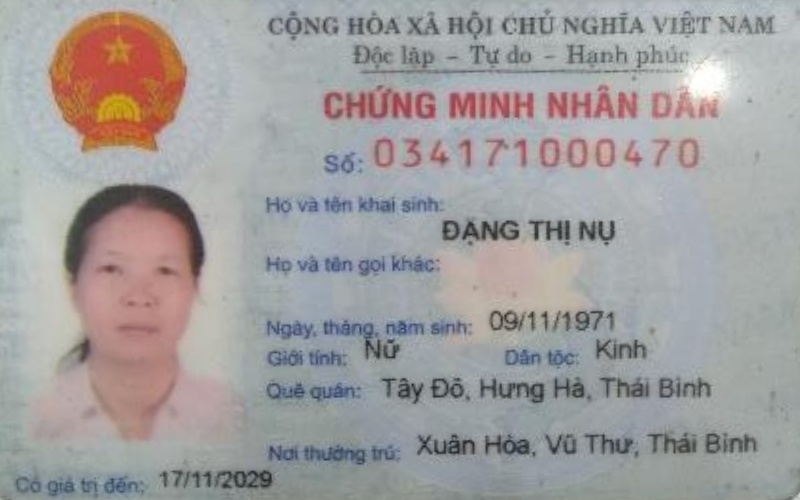 CỘNG HÒA XÃ HỘI CHỦ NGHĨA VIỆT NAM
Độc lập - Tự do - Hạnh phúc
CHỨNG MINH NHÂN DÂN
Số: 034171000470
Họ và tên khai sinh:
ĐẶNG THỊ NỤ
Họ và tên gọi khác:
Ngày, tháng, năm sinh: 09/11/1971
Giới tính: Nữ Dân tộc: Kinh
Quê quán: Tây Đô, Hưng Hà, Thái Bình
Nơi thường trú: Xuân Hòa, Vũ Thư, Thái Bình
Có giá trị đến: 17/11/2029